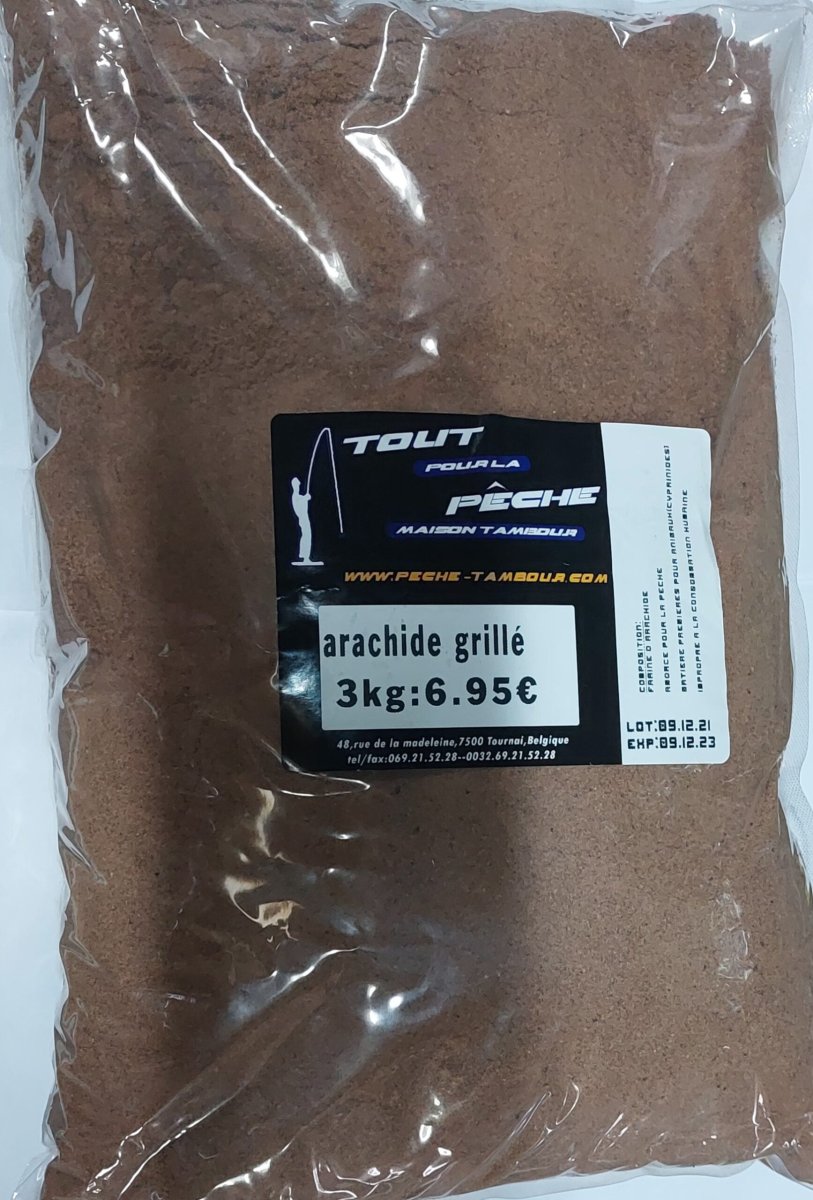 TOUT
POUR LA
PÊCHE
MAISON TAMBOUR
WWW.PECHE-TAMBOUR.COM
arachide grillé
3kg:6.95€
48,rue de la madeleine,7500 Tournai,Belgique
tel/fax:069.21.52.28--0032.69.21.52.28
COMPOSITION:
FARINE D ARACHIDE
AMORCE POUR LA PECHE
MATIERE PREMIERES POUR ANIMAUX(CYPRINIDES)
IMPROPRE A LA CONSOMMATION HUMAINE
LOT:09.12.21
EXP:09.12.23